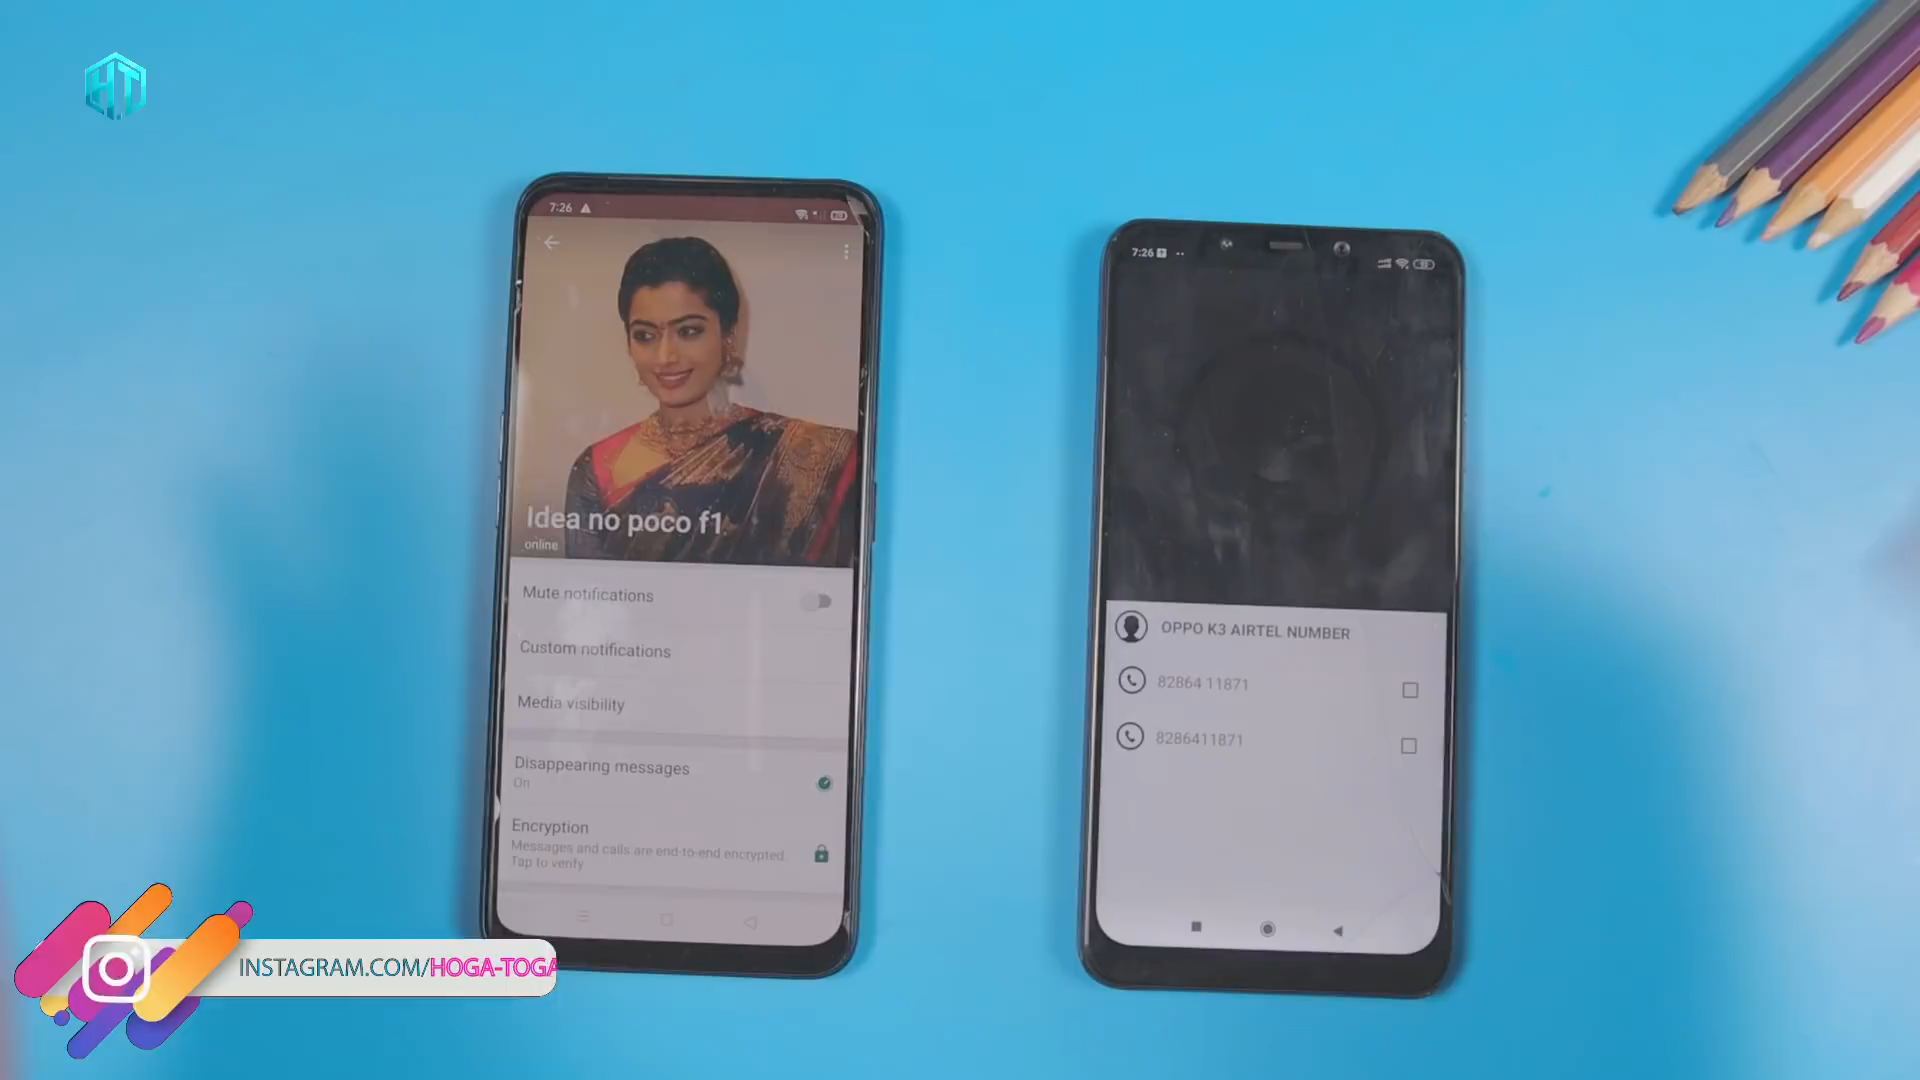 HT
7:26
Idea no poco f1
online
Mute notifications
Custom notifications
Media visibility
Disappearing messages
On
Encryption
Messages and calls are end-to-end encrypted.
Tap to verify
7:26
OPPO K3 AIRTEL NUMBER
82864 11871
8286411871
INSTAGRAM.COM/HOGA-TOGA